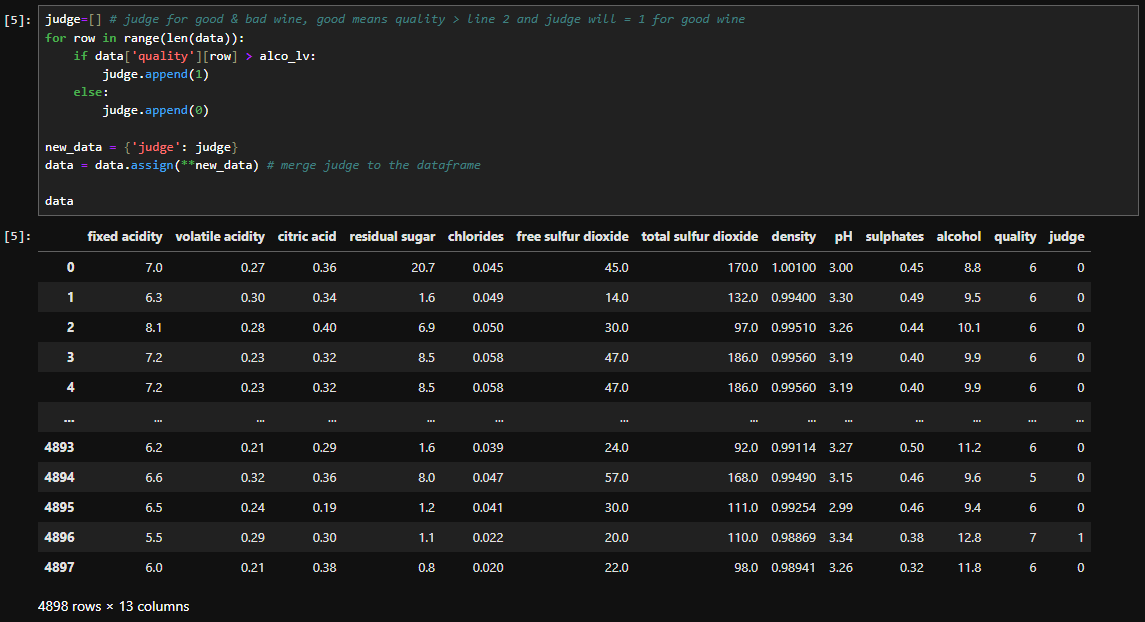 [5]: judge=[] # judge for good & bad wine, good means quality > line 2 and judge will = 1 for good wine
for row in range(len(data)):
    if data['quality'][row] > alco_lv:
        judge.append(1)
    else:
        judge.append(0)
new_data = {'judge': judge}
data = data.assign(**new_data) # merge judge to the dataframe
data
[5]: fixed acidity volatile acidity citric acid residual sugar chlorides free sulfur dioxide total sulfur dioxide density pH sulphates alcohol quality judge
0 7.0 0.27 0.36 20.7 0.045 45.0 170.0 1.00100 3.00 0.45 8.8 6 0
1 6.3 0.30 0.34 1.6 0.049 14.0 132.0 0.99400 3.30 0.49 9.5 6 0
2 8.1 0.28 0.40 6.9 0.050 30.0 97.0 0.99510 3.26 0.44 10.1 6 0
3 7.2 0.23 0.32 8.5 0.058 47.0 186.0 0.99560 3.19 0.40 9.9 6 0
4 7.2 0.23 0.32 8.5 0.058 47.0 186.0 0.99560 3.19 0.40 9.9 6 0
... ... ... ... ... ... ... ... ... ... ... ... ... ...
4893 6.2 0.21 0.29 1.6 0.039 24.0 92.0 0.99114 3.27 0.50 11.2 6 0
4894 6.6 0.32 0.36 8.0 0.047 57.0 168.0 0.99490 3.15 0.46 9.6 5 0
4895 6.5 0.24 0.19 1.2 0.041 30.0 111.0 0.99254 2.99 0.46 9.4 6 0
4896 5.5 0.29 0.30 1.1 0.022 20.0 110.0 0.98869 3.34 0.38 12.8 7 1
4897 6.0 0.21 0.38 0.8 0.020 22.0 98.0 0.98941 3.26 0.32 11.8 6 0
4898 rows × 13 columns